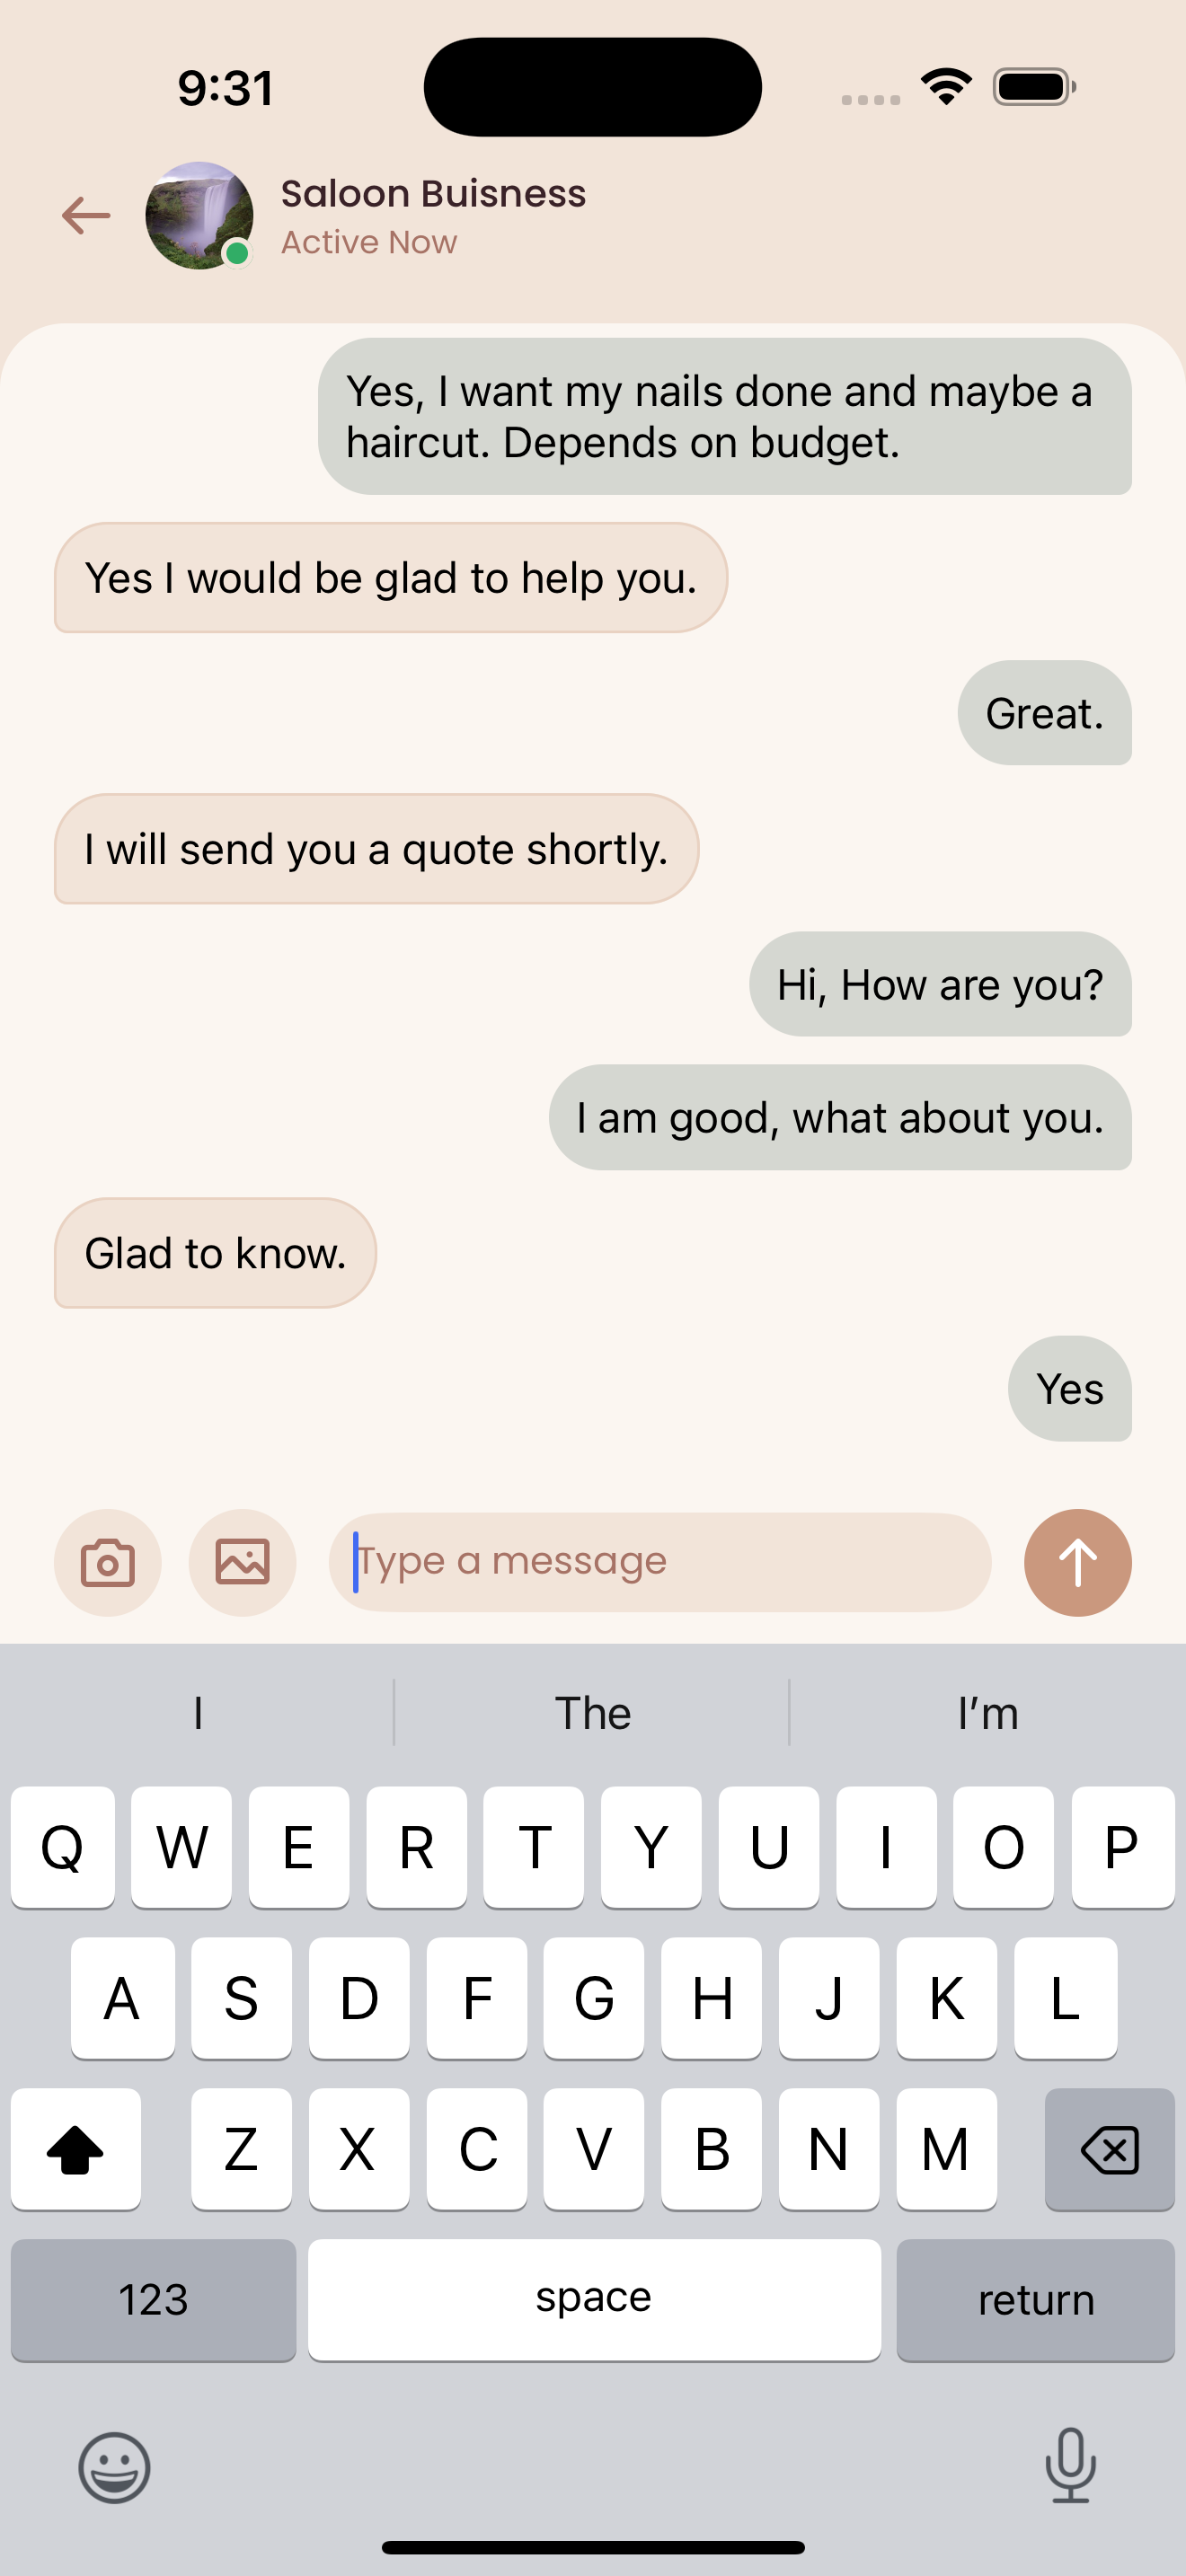 9:31
Saloon Buisness
Active Now
Yes, I want my nails done and maybe a
haircut. Depends on budget.
Yes I would be glad to help you.
Great.
I will send you a quote shortly.
Hi, How are you?
I am good, what about you.
Glad to know.
Yes
Type a message
I The I’m
Q W E R T Y U I O P
A S D F G H J K L
Z X C V B N M
123 space return